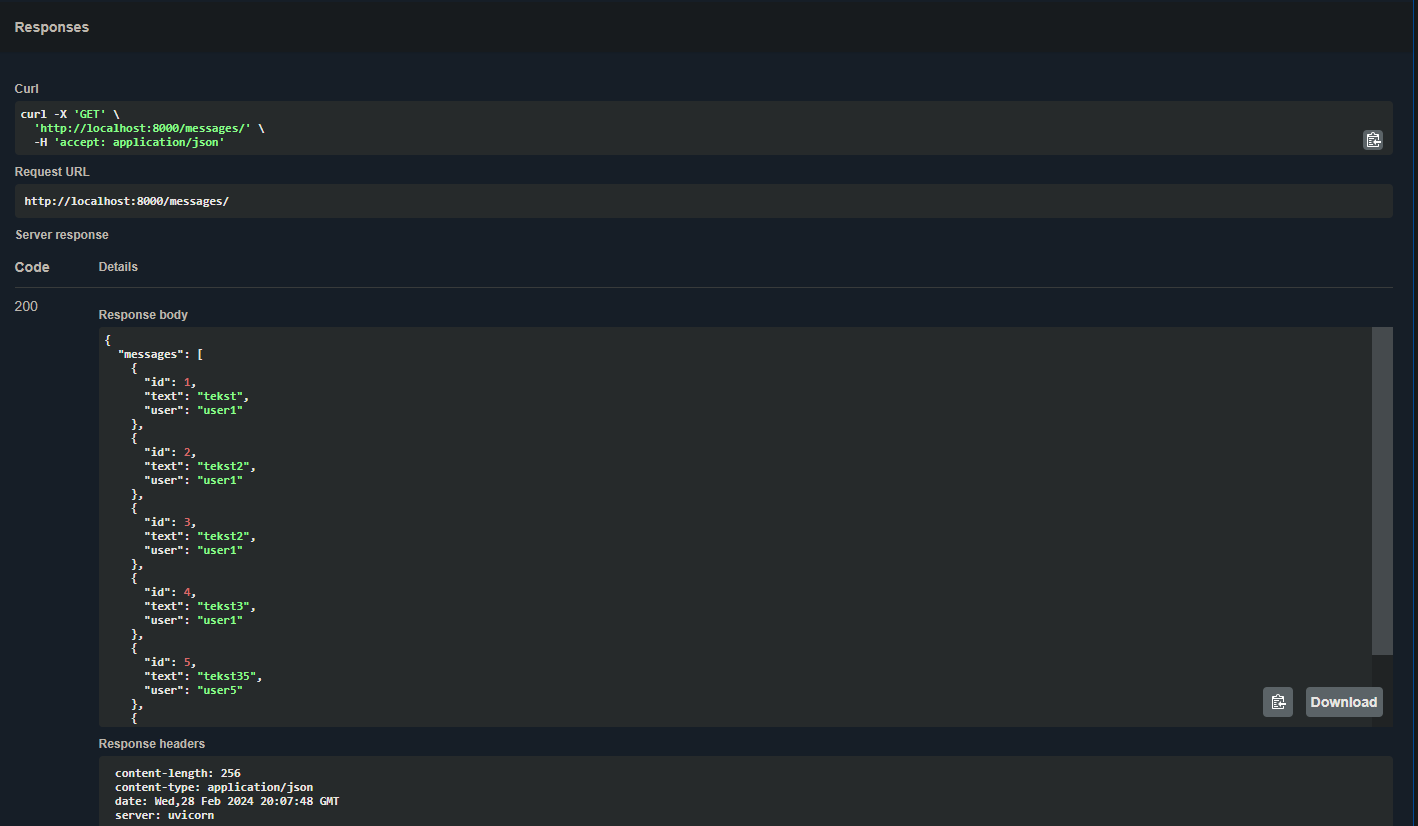 Responses
Curl
curl -X 'GET' \
  'http://localhost:8000/messages/' \
  -H 'accept: application/json'
Request URL
http://localhost:8000/messages/
Server response
Code Details
200
Response body
{
  "messages": [
    {
      "id": 1,
      "text": "tekst",
      "user": "user1"
    },
    {
      "id": 2,
      "text": "tekst2",
      "user": "user1"
    },
    {
      "id": 3,
      "text": "tekst2",
      "user": "user1"
    },
    {
      "id": 4,
      "text": "tekst3",
      "user": "user1"
    },
    {
      "id": 5,
      "text": "tekst35",
      "user": "user5"
    },
    {
Download
Response headers
content-length: 256
content-type: application/json
date: Wed,28 Feb 2024 20:07:48 GMT
server: uvicorn